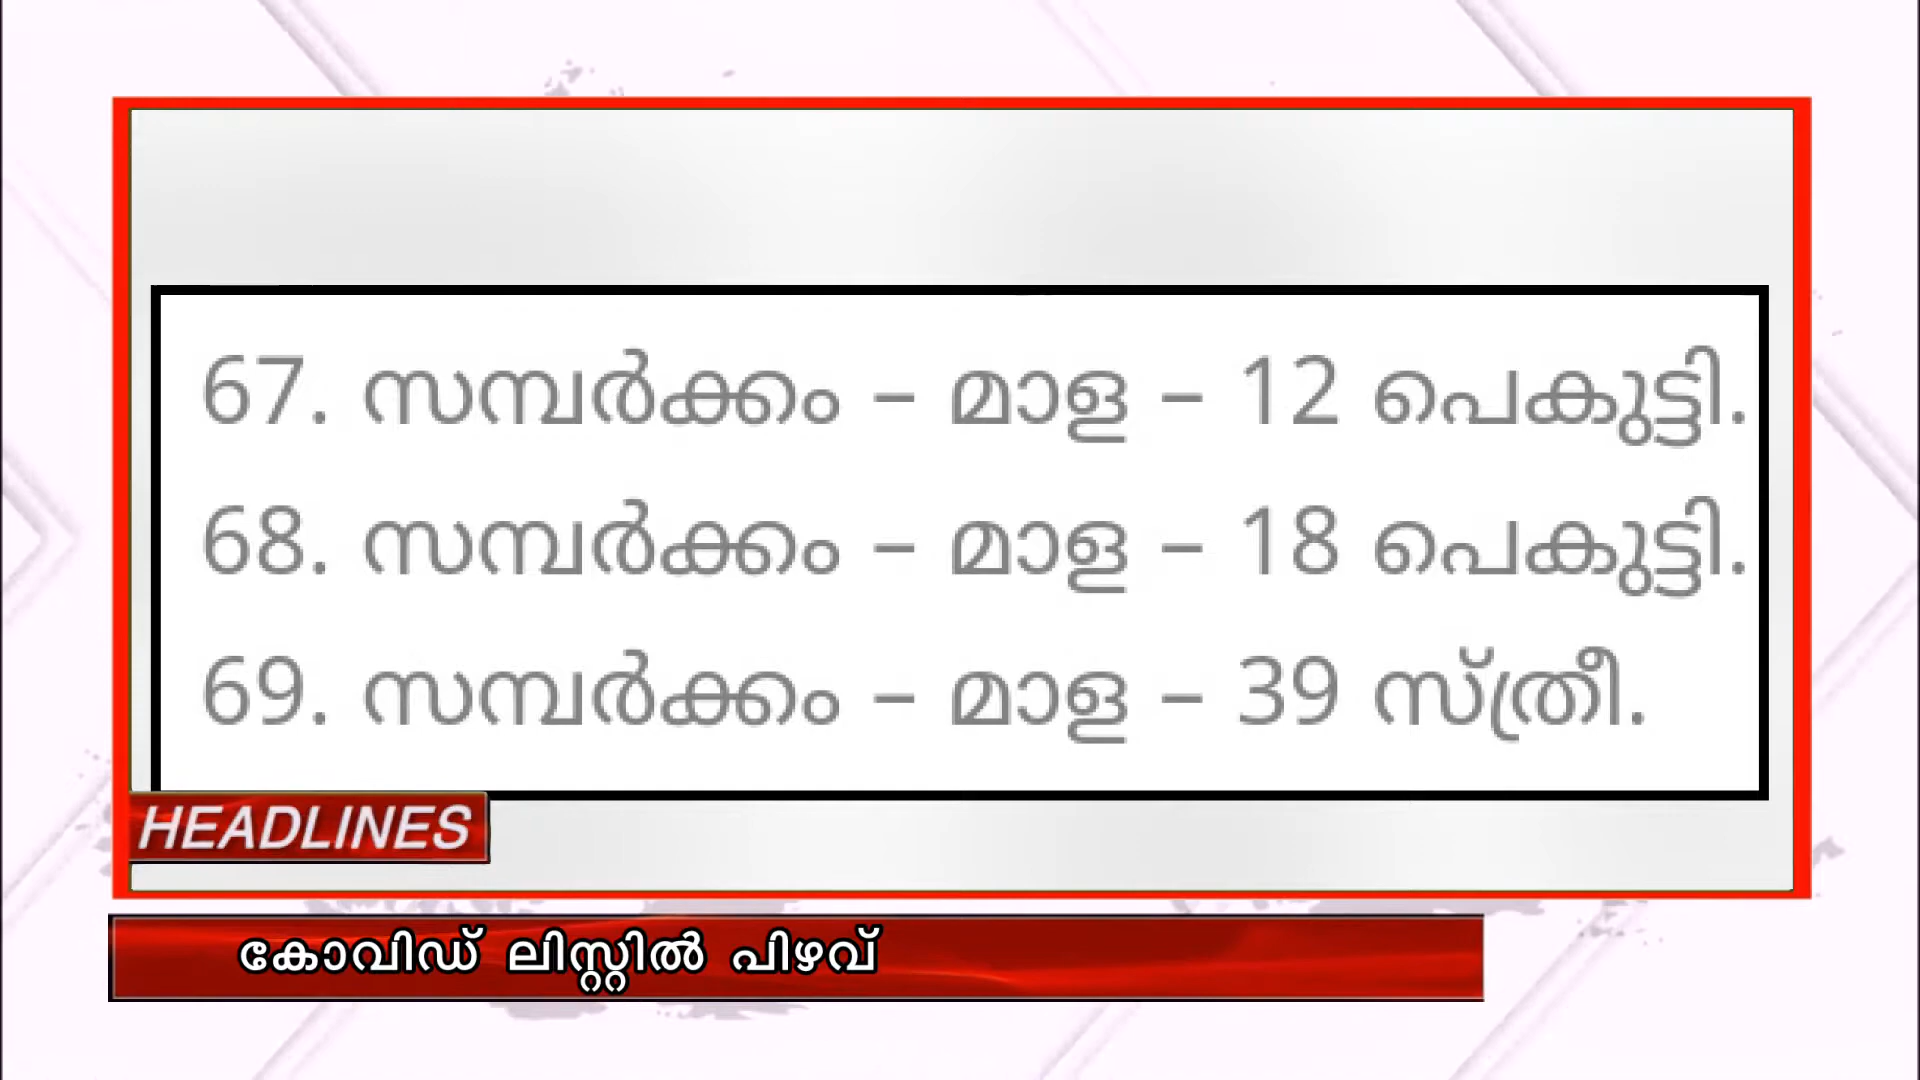 67. സമ്പർക്കം – മാള – 12 പെകുട്ടി.
68. സമ്പർക്കം – മാള – 18 പെകുട്ടി.
69. സമ്പർക്കം – മാള – 39 സ്ത്രീ.
HEADLINES
കോവിഡ് ലിസ്റ്റിൽ പിഴവ്